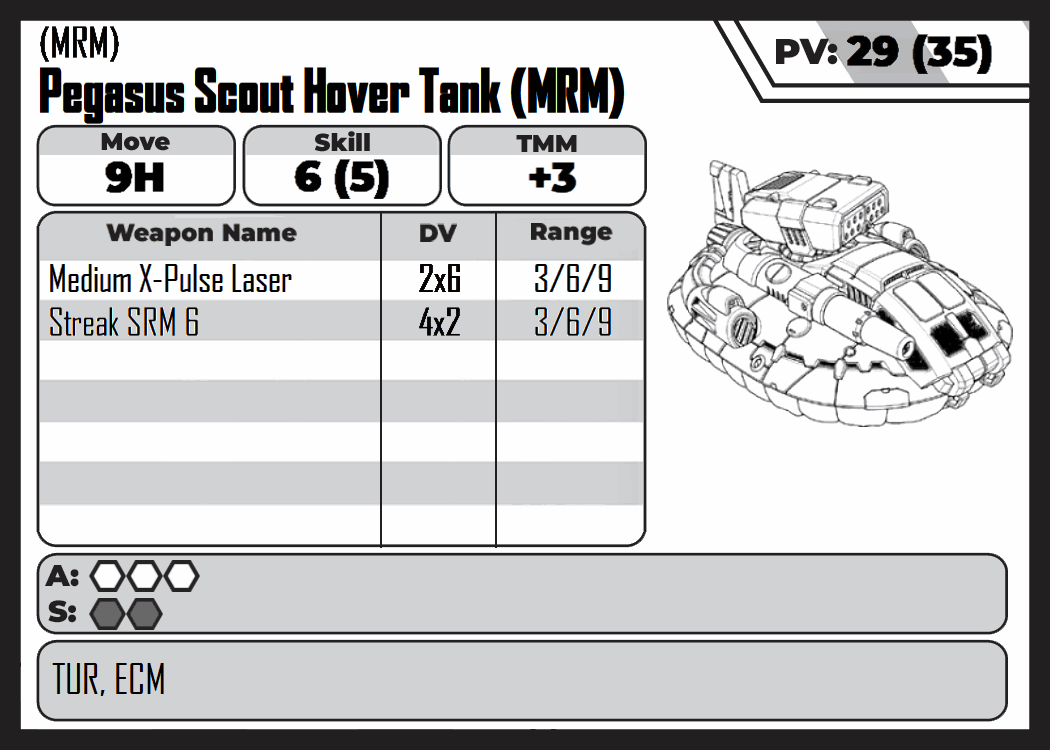 (MRM)
PV: 29 (35)
Pegasus Scout Hover Tank (MRM)
Move Skill TMM
9H 6 (5) +3
Weapon Name DV Range
Medium X-Pulse Laser 2x6 3/6/9
Streak SRM 6 4x2 3/6/9
A:
S:
TUR, ECM